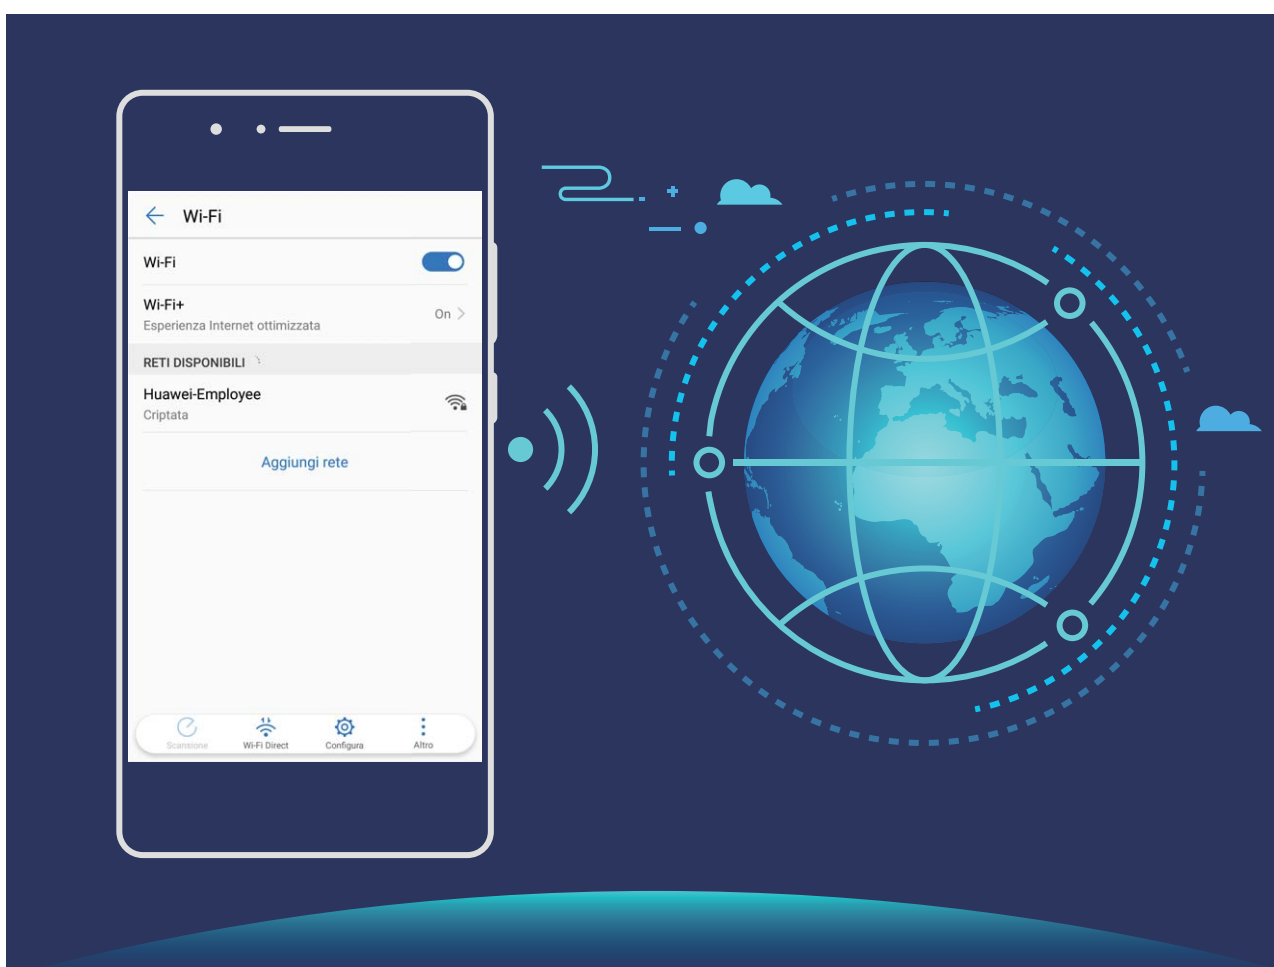 Wi-Fi
Wi-Fi
Wi-Fi+
Esperienza Internet ottimizzata
On
RETI DISPONIBILI
Huawei-Employee
Criptata
Aggiungi rete
Scansione Wi-Fi Direct Configura Altro